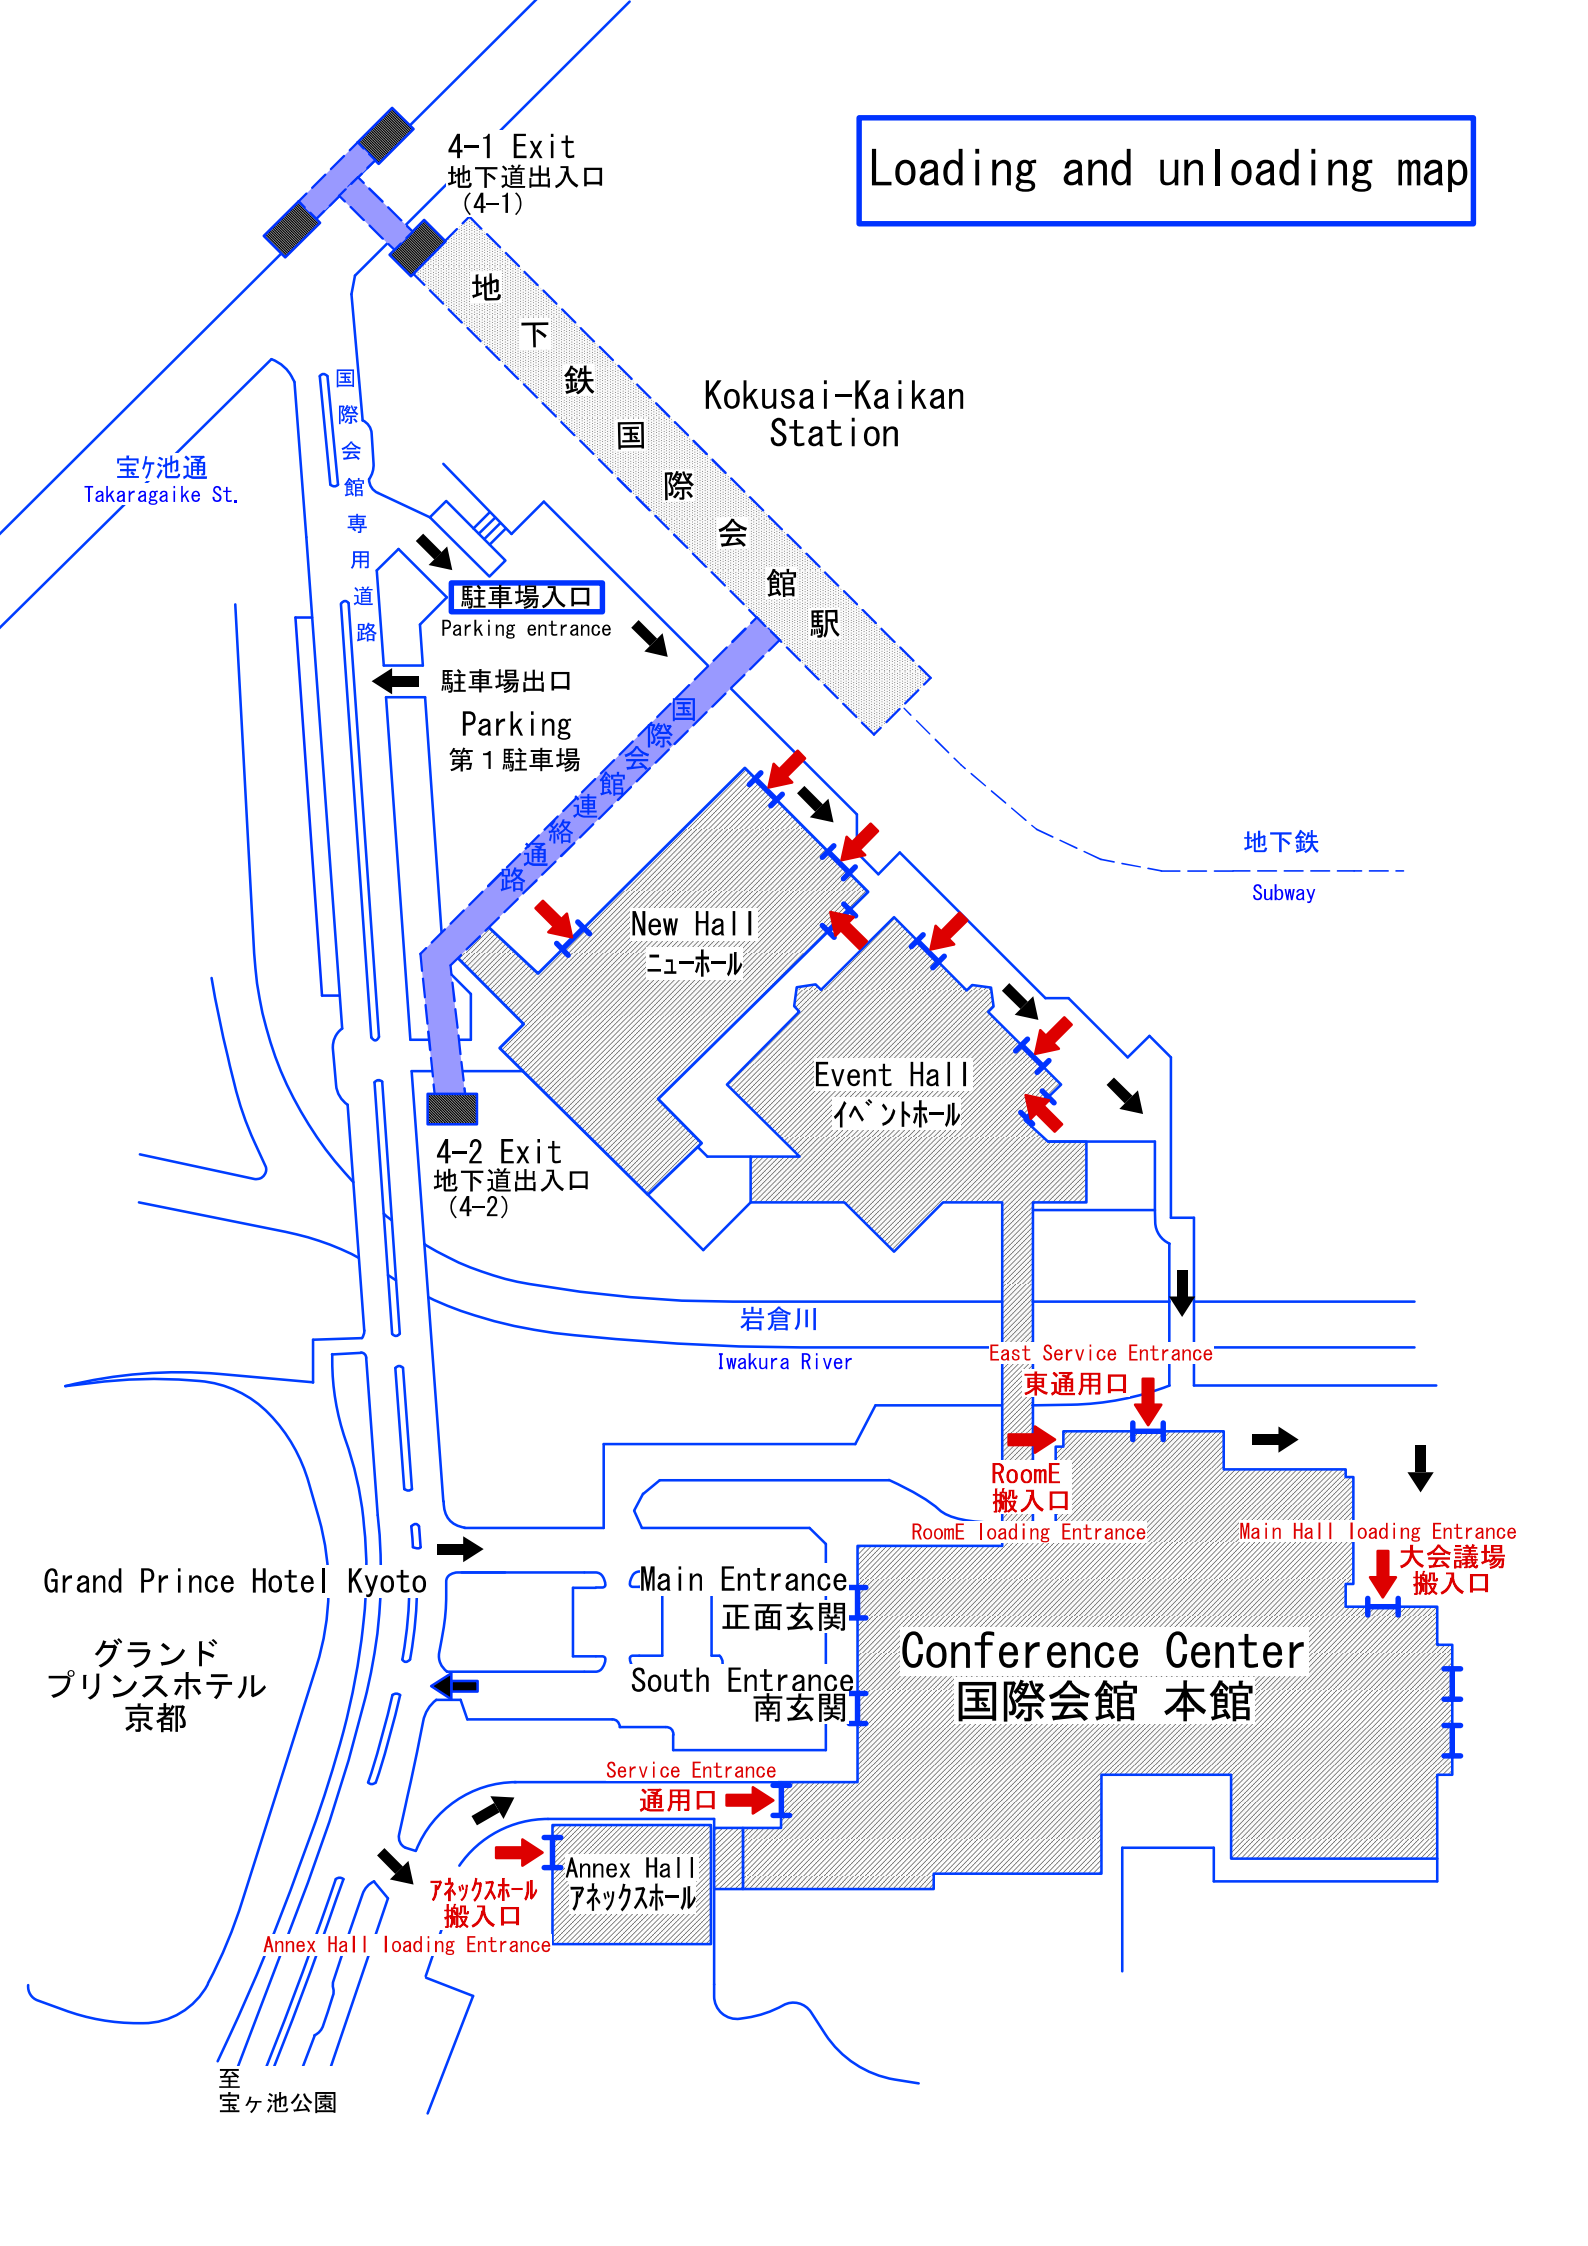 Loading and unloading map
4-1 Exit
地下道出入口
(4-1)
地下鉄国際会館駅
Kokusai-Kaikan
Station
国際会館専用道路
宝ヶ池通
Takaragaike St.
駐車場入口
Parking entrance
駐車場出口
Parking
第1駐車場
国際会館連絡通路
地下鉄
Subway
New Hall
ニューホール
Event Hall
イベントホール
4-2 Exit
地下道出入口
(4-2)
岩倉川
Iwakura River
East Service Entrance
東通用口
RoomE
搬入口
RoomE loading Entrance
Main Hall loading Entrance
大会議場
搬入口
Grand Prince Hotel Kyoto
グランド
プリンスホテル
京都
Main Entrance
正面玄関
South Entrance
南玄関
Conference Center
国際会館 本館
Service Entrance
通用口
Annex Hall
アネックスホール
アネックスホール
搬入口
Annex Hall loading Entrance
至
宝ヶ池公園